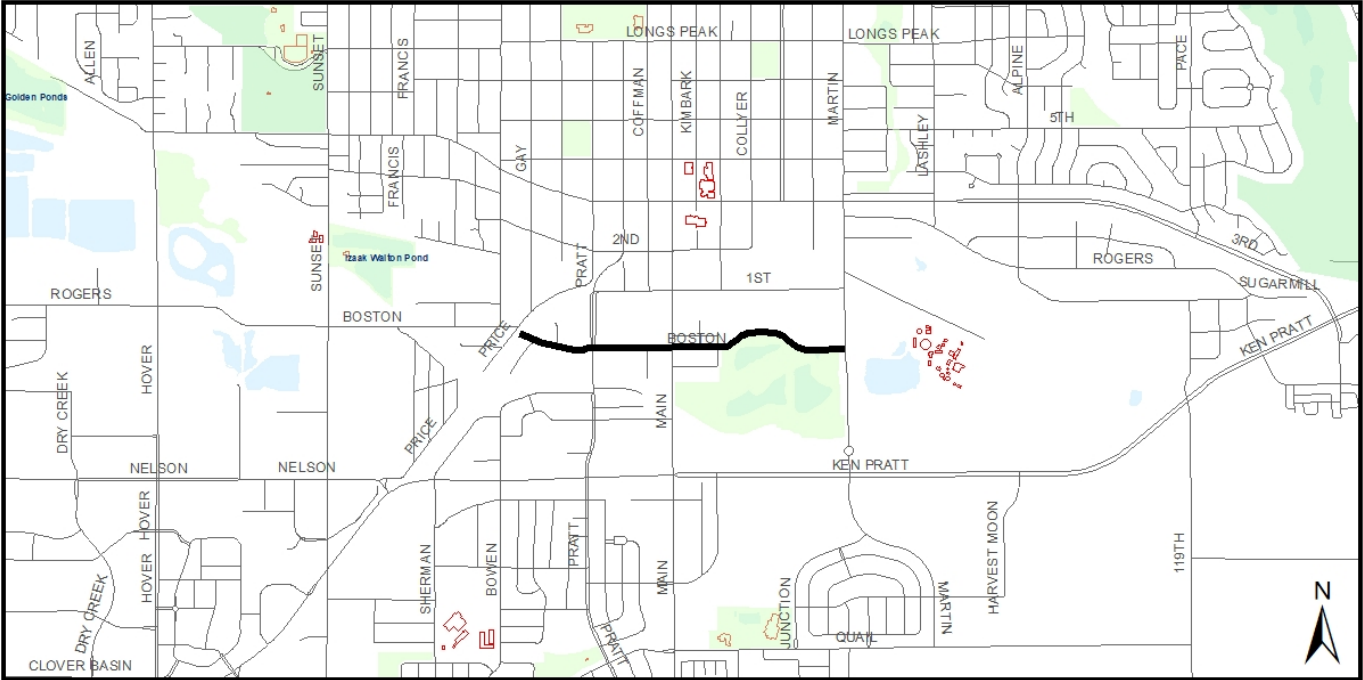 LONGS PEAK
LONGS PEAK
ALLEN
SUNSET
FRANCIS
PACE
ALPINE
Golden Ponds
COFFMAN
KIMBARK
COLLYER
MARTIN
5TH
LASHLEY
GAY
FRANCIS
2ND
3RD
SUNSET
Izaak Walton Pond
PRATT
ROGERS
1ST
SUGARMILL
ROGERS
BOSTON
PRICE
BOSTON
KEN PRATT
HOVER
DRY CREEK
MAIN
PRICE
NELSON
NELSON
KEN PRATT
HOVER
HARVEST MOON
PRATT
119TH
HOVER
SHERMAN
BOWEN
MAIN
N
DRY CREEK
JUNCTION
MARTIN
QUAIL
PRATT
CLOVER BASIN